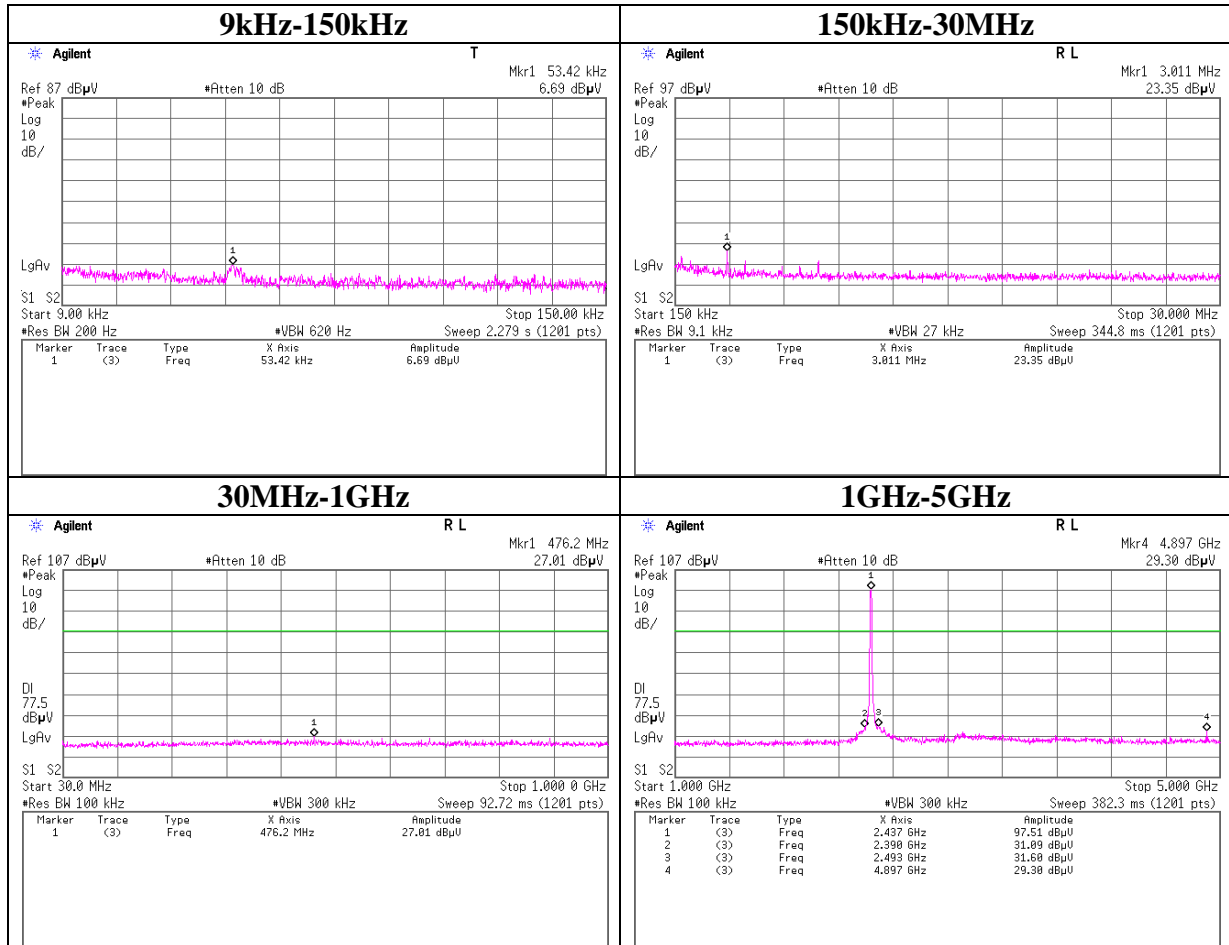 9kHz-150kHz
Agilent T
Mkr1 53.42 kHz
Ref 87 dBµV #Atten 10 dB 6.69 dBµV
#Peak
Log
10
dB/
1
LgAv
S1 S2
Start 9.00 kHz Stop 150.00 kHz
#Res BW 200 Hz #VBW 620 Hz Sweep 2.279 s (1201 pts)
Marker Trace Type X Axis Amplitude
1 (3) Freq 53.42 kHz 6.69 dBµV
150kHz-30MHz
Agilent R L
Mkr1 3.011 MHz
Ref 97 dBµV #Atten 10 dB 23.35 dBµV
#Peak
Log
10
dB/
1
LgAv
S1 S2
Start 150 kHz Stop 30.000 MHz
#Res BW 9.1 kHz #VBW 27 kHz Sweep 344.8 ms (1201 pts)
Marker Trace Type X Axis Amplitude
1 (3) Freq 3.011 MHz 23.35 dBµV
30MHz-1GHz
Agilent R L
Mkr1 476.2 MHz
Ref 107 dBµV #Atten 10 dB 27.01 dBµV
#Peak
Log
10
dB/
DI
77.5
dBµV
1
LgAv
S1 S2
Start 30.0 MHz Stop 1.000 0 GHz
#Res BW 100 kHz #VBW 300 kHz Sweep 92.72 ms (1201 pts)
Marker Trace Type X Axis Amplitude
1 (3) Freq 476.2 MHz 27.01 dBµV
1GHz-5GHz
Agilent R L
Mkr4 4.897 GHz
Ref 107 dBµV #Atten 10 dB 29.30 dBµV
#Peak
1
Log
10
dB/
DI
77.5
dBµV
2 3 4
LgAv
S1 S2
Start 1.000 GHz Stop 5.000 GHz
#Res BW 100 kHz #VBW 300 kHz Sweep 382.3 ms (1201 pts)
Marker Trace Type X Axis Amplitude
1 (3) Freq 2.437 GHz 97.51 dBµV
2 (3) Freq 2.390 GHz 31.09 dBµV
3 (3) Freq 2.493 GHz 31.60 dBµV
4 (3) Freq 4.897 GHz 29.30 dBµV